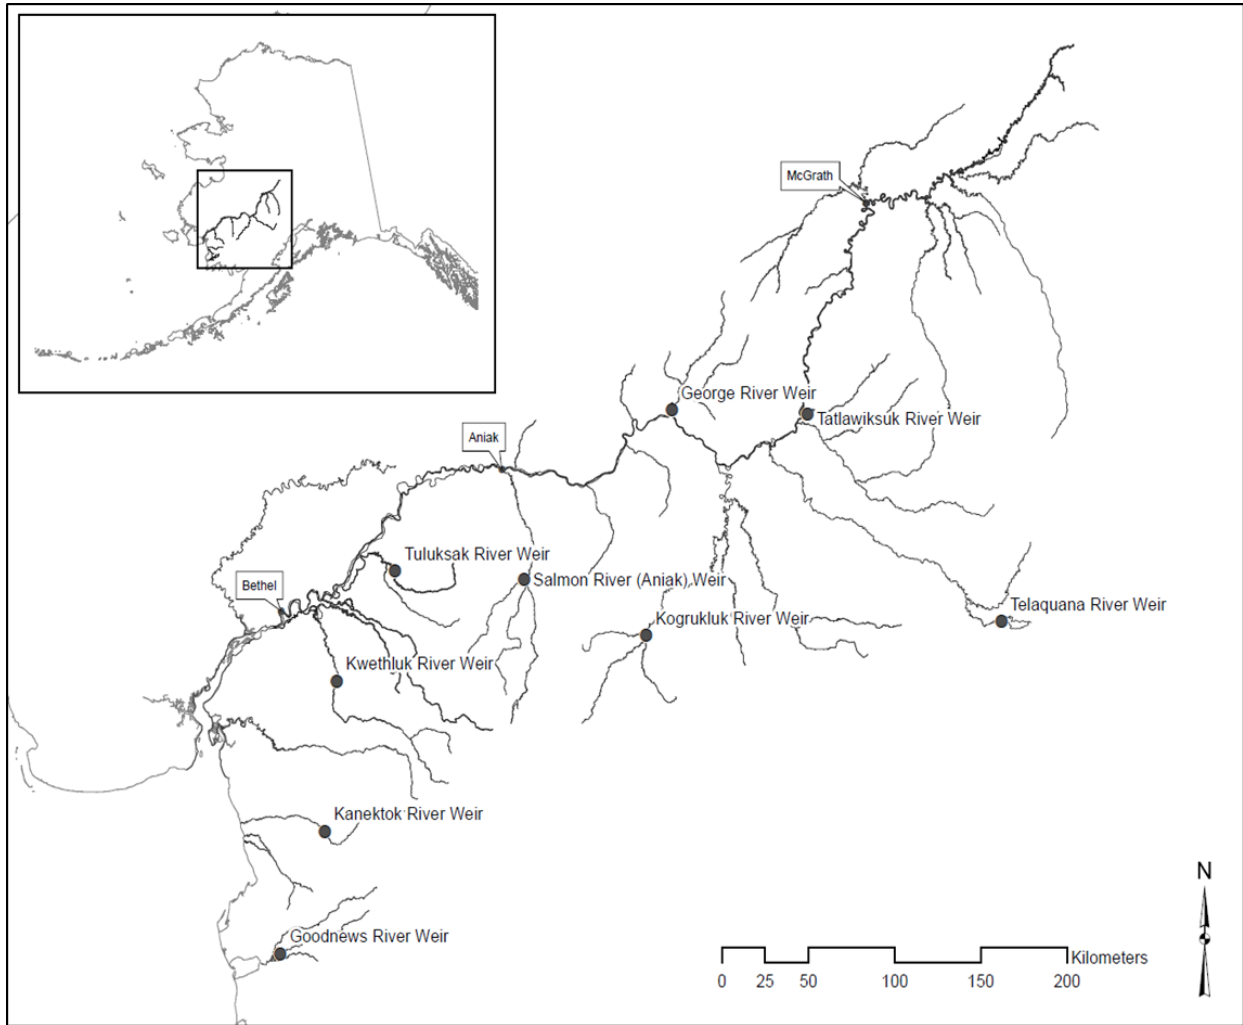 McGrath
George River Weir
Tatlawiksuk River Weir
Aniak
Tuluksak River Weir
Salmon River (Aniak) Weir
Bethel
Telaquana River Weir
Kogrukluk River Weir
Kwethluk River Weir
Kanektok River Weir
N
Goodnews River Weir
Kilometers
0 25 50 100 150 200